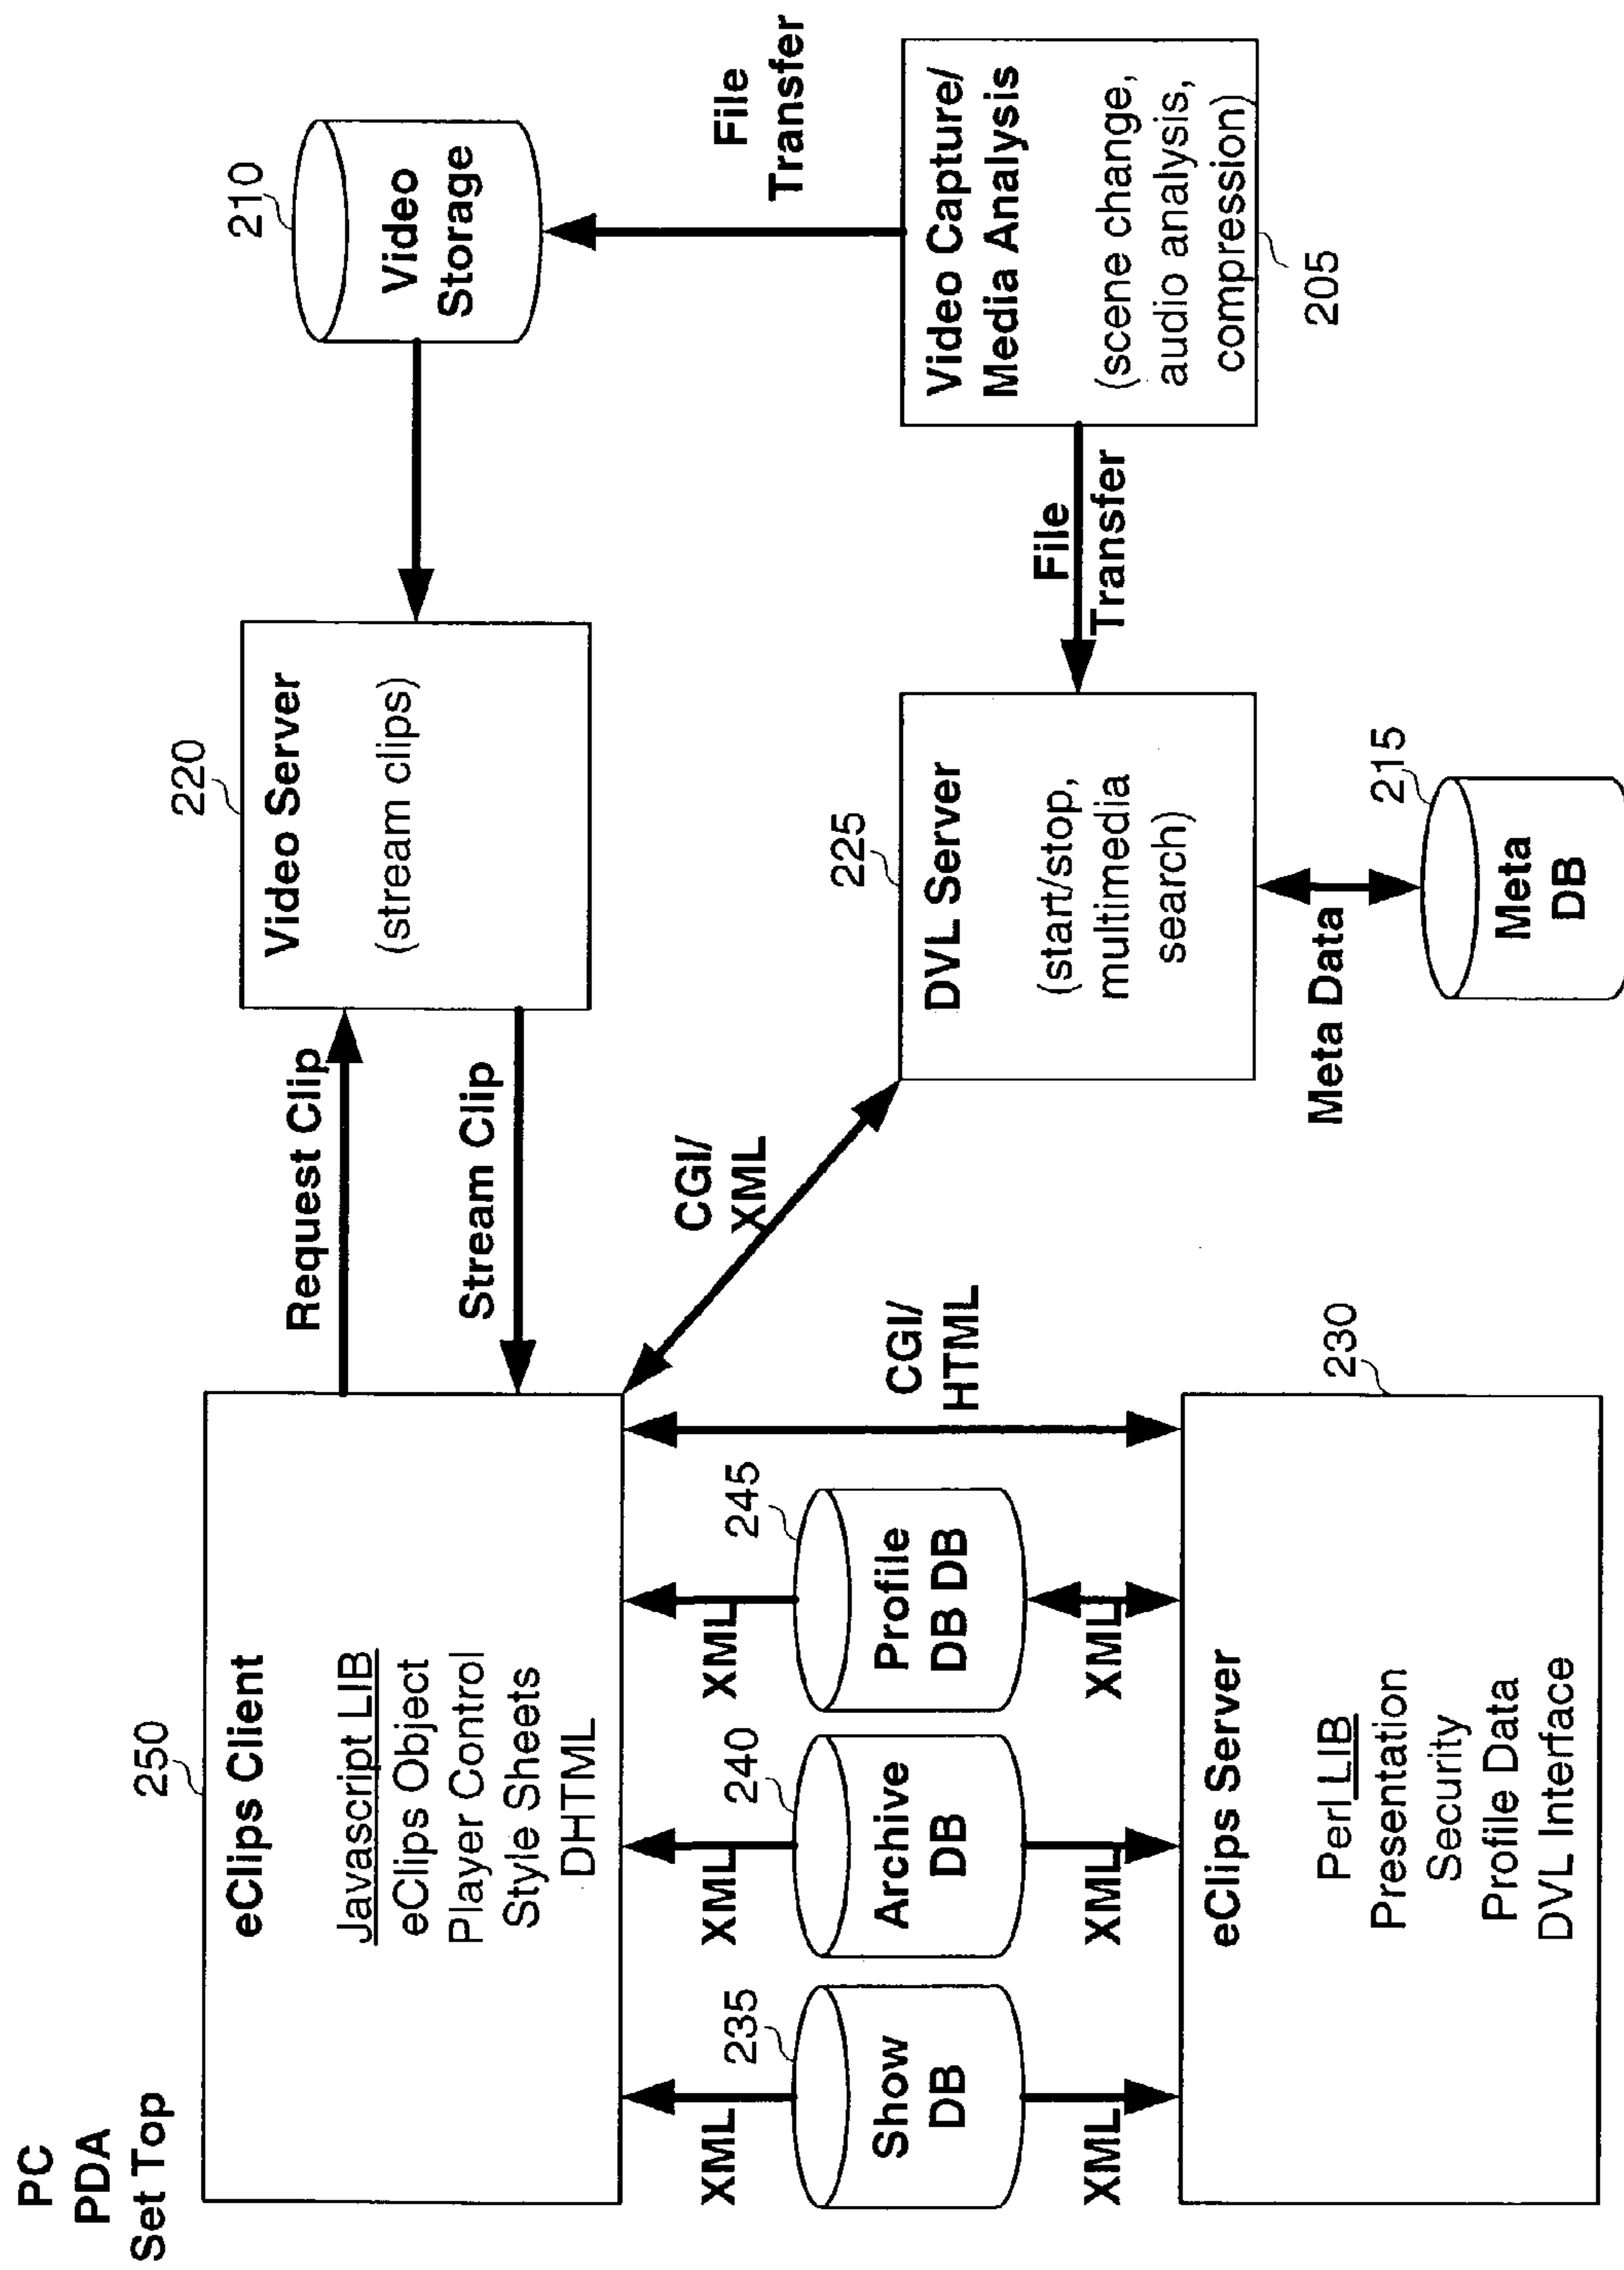 PC
PDA
Set Top
250
eClips Client
Javascript LIB
eClips Object
Player Control
Style Sheets
DHTML
Request Clip
Stream Clip
220
Video Server
(stream clips)
210
Video
Storage
File
Transfer
CGI/
XML
XML
235
Show
DB
XML
XML
240
Archive
DB
XML
XML
245
Profile
DB DB
XML
CGI/
HTML
225
DVL Server
(start/stop,
multimedia
search)
File
Transfer
Video Capture/
Media Analysis
(scene change,
audio analysis,
compression)
205
230
eClips Server
Perl LIB
Presentation
Security
Profile Data
DVL Interface
Meta Data
215
Meta
DB